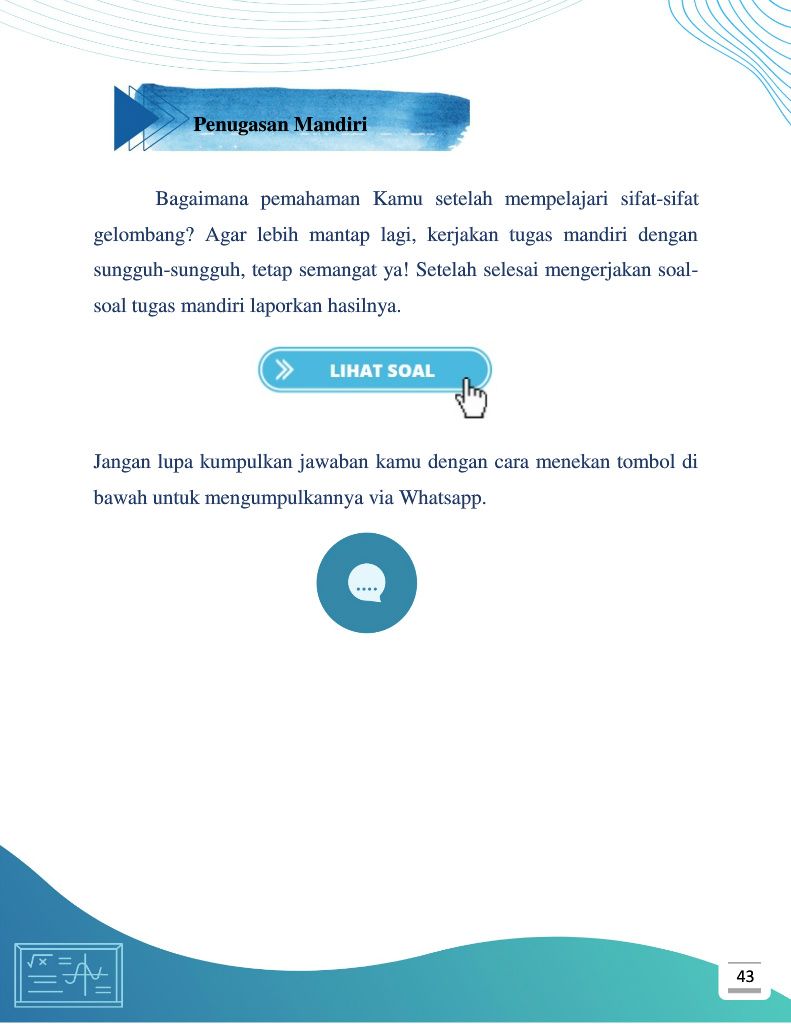 Penugasan Mandiri
Bagaimana pemahaman Kamu setelah mempelajari sifat-sifat
gelombang? Agar lebih mantap lagi, kerjakan tugas mandiri dengan
sungguh-sungguh, tetap semangat ya! Setelah selesai mengerjakan soal-
soal tugas mandiri laporkan hasilnya.
LIHAT SOAL
Jangan lupa kumpulkan jawaban kamu dengan cara menekan tombol di
bawah untuk mengumpulkannya via Whatsapp.
√x
43